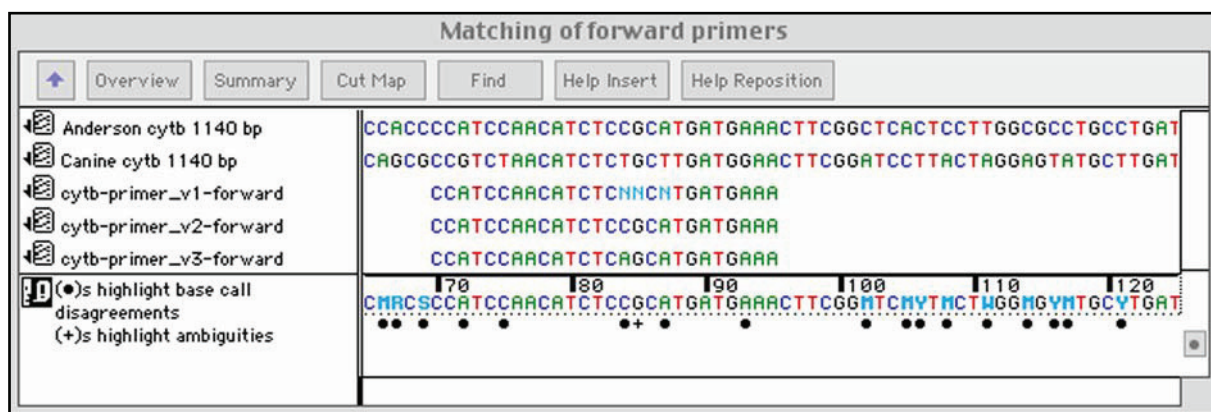 Matching of forward primers
Overview Summary Cut Map Find Help Insert Help Reposition
Anderson cytb 1140 bp CCACCCCATCCAACATCTCCGCATGATGAAACTTCGGCTCACTCCTTGGCGCCTGCCTGAT
Canine cytb 1140 bp CAGCGCCGTCTAACATCTCTGCTTGATGGAACTTCGGATCCTTACTAGGAGTATGCTTGAT
cytb-primer_v1-forward CCATCCAACATCTCNNCNTGATGAAA
cytb-primer_v2-forward CCATCCAACATCTCCGCATGATGAAA
cytb-primer_v3-forward CCATCCAACATCTCAGCATGATGAAA
70 80 90 100 110 120
(•)s highlight base call CMRCSCCATCCAACATCTCCGCATGATGAAACTTCGGMTCMYTMCTWGGMGYMTGCYTGAT
disagreements
(+)s highlight ambiguities